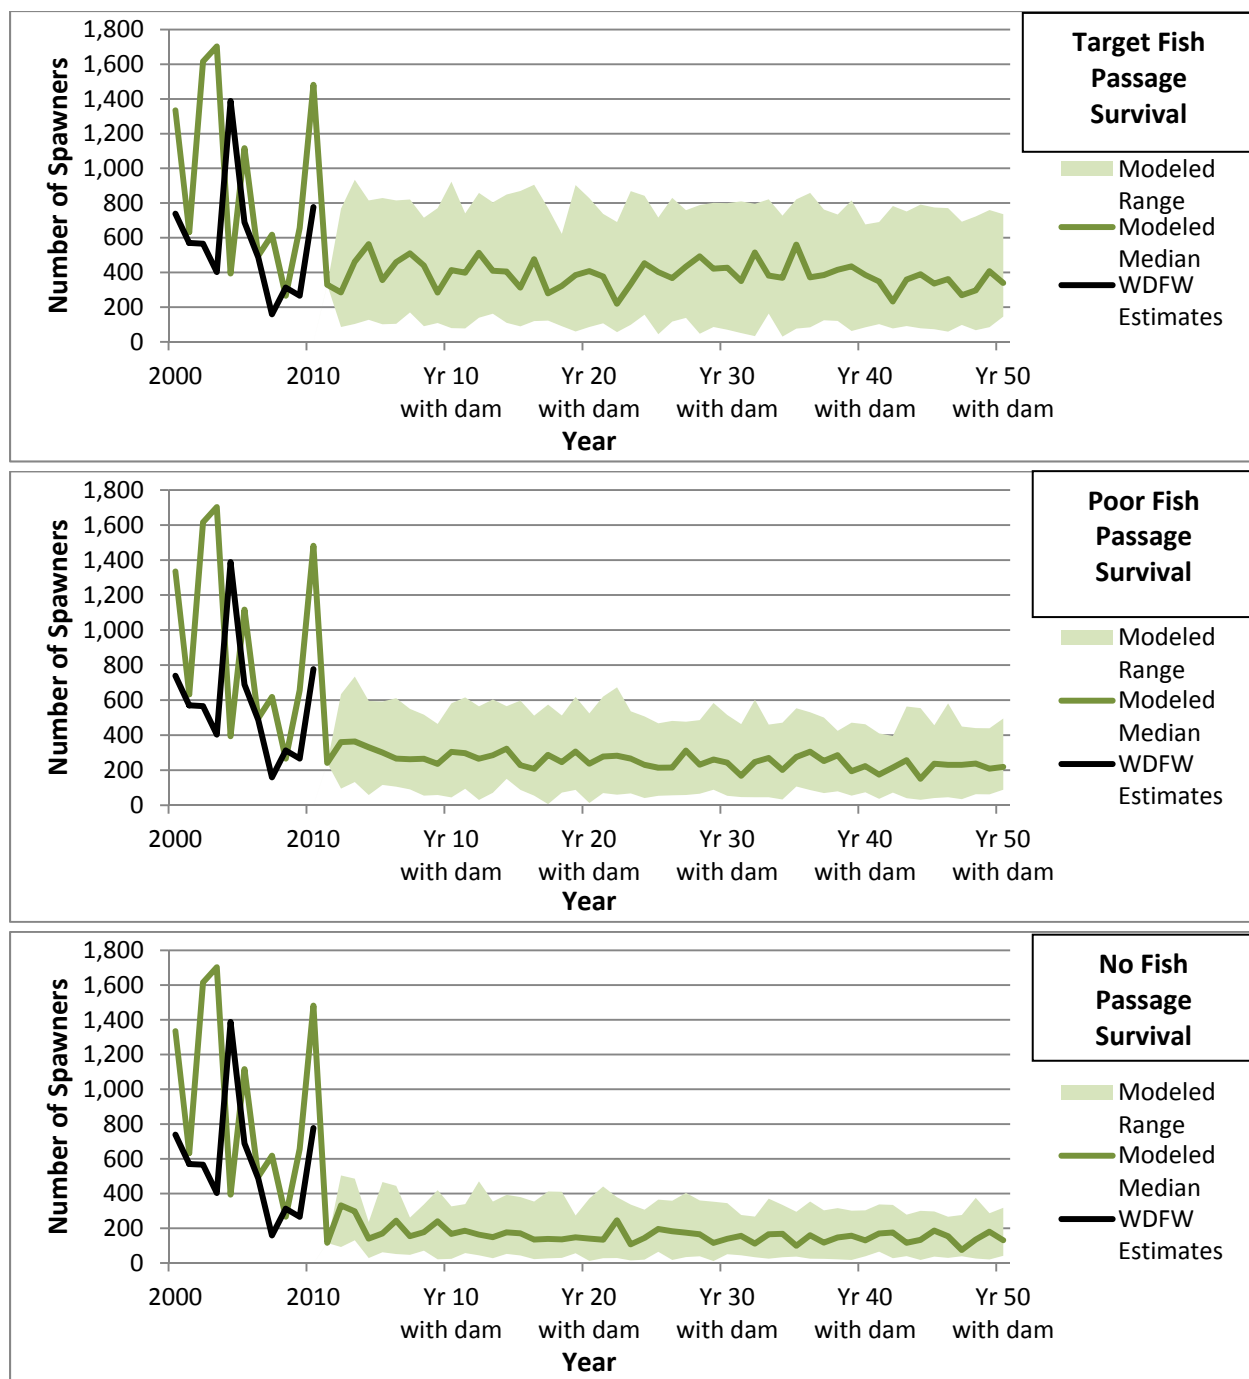 Target Fish
Passage
Survival
Number of Spawners
1,800
1,600
1,400
1,200
1,000
800
600
400
200
0
2000
2010
Yr 10
with dam
Yr 20
with dam
Yr 30
with dam
Yr 40
with dam
Yr 50
with dam
Year
Modeled
Range
Modeled
Median
WDFW
Estimates
Poor Fish
Passage
Survival
Number of Spawners
1,800
1,600
1,400
1,200
1,000
800
600
400
200
0
2000
2010
Yr 10
with dam
Yr 20
with dam
Yr 30
with dam
Yr 40
with dam
Yr 50
with dam
Year
Modeled
Range
Modeled
Median
WDFW
Estimates
No Fish
Passage
Survival
Number of Spawners
1,800
1,600
1,400
1,200
1,000
800
600
400
200
0
2000
2010
Yr 10
with dam
Yr 20
with dam
Yr 30
with dam
Yr 40
with dam
Yr 50
with dam
Year
Modeled
Range
Modeled
Median
WDFW
Estimates